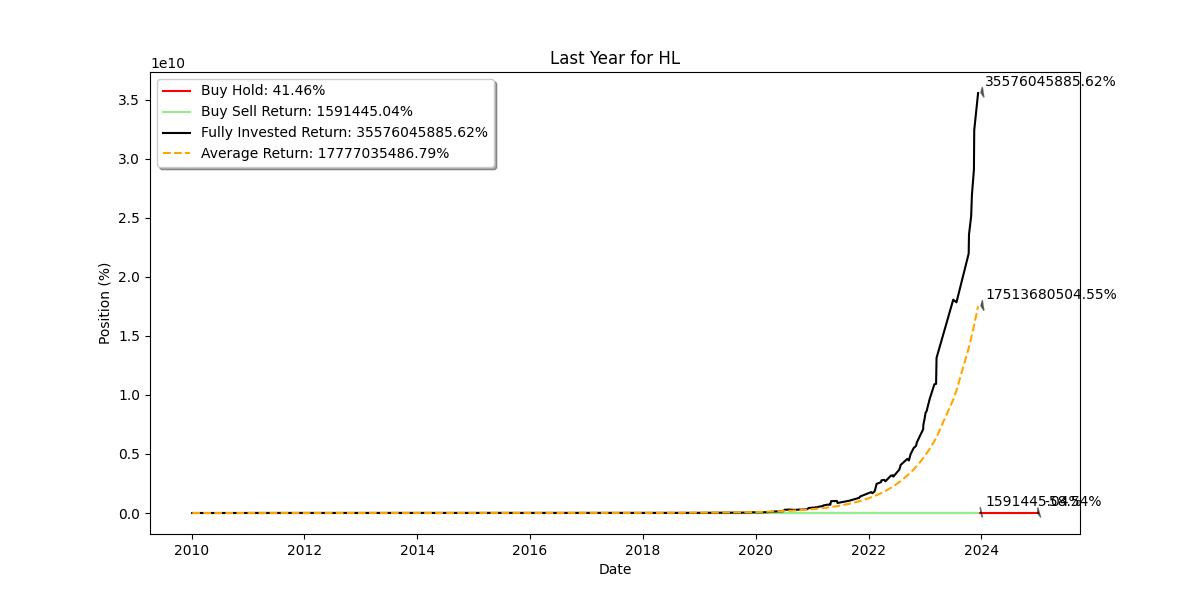 Last Year for HL
1e10
Buy Hold: 41.46%
Buy Sell Return: 1591445.04%
Fully Invested Return: 35576045885.62%
Average Return: 17777035486.79%
35576045885.62%
17513680504.55%
1591445.04%
3.5
3.0
2.5
2.0
1.5
1.0
0.5
0.0
Position (%)
2010
2012
2014
2016
2018
2020
2022
2024
Date